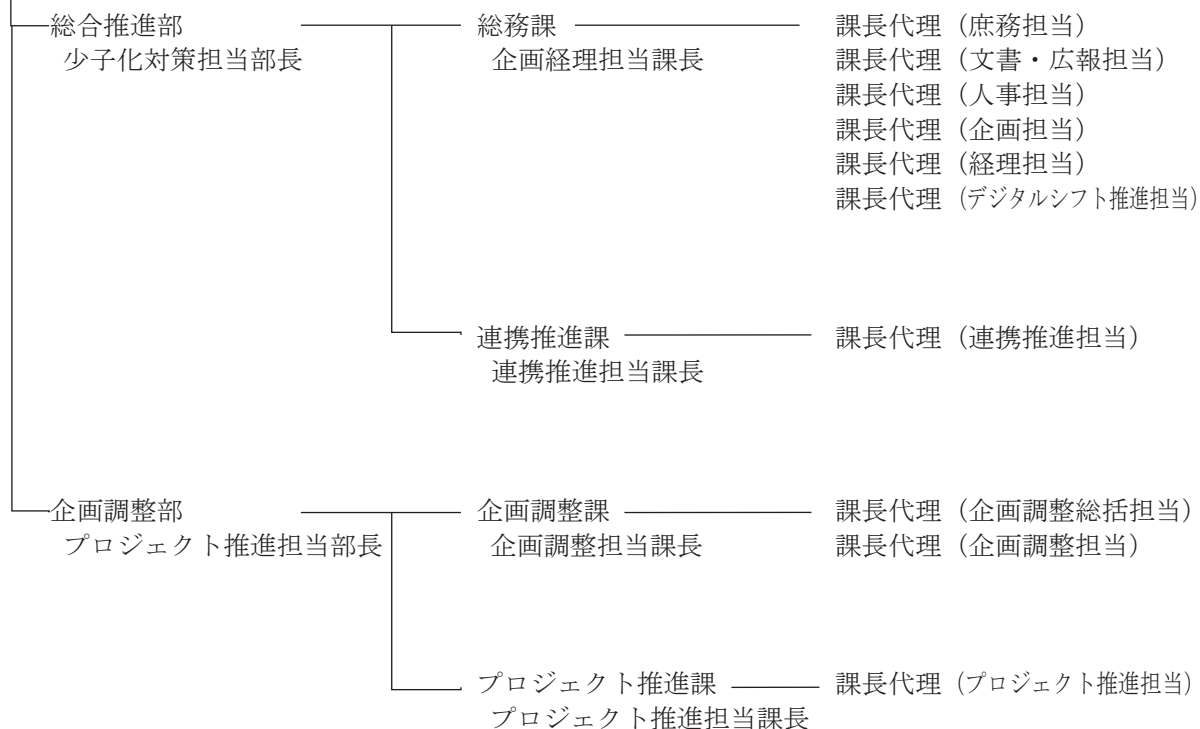 総合推進部 総務課 課長代理（庶務担当）
少子化対策担当部長 企画経理担当課長 課長代理（文書・広報担当）
課長代理（人事担当）
課長代理（企画担当）
課長代理（経理担当）
課長代理（デジタルシフト推進担当）
連携推進課 課長代理（連携推進担当）
連携推進担当課長
企画調整部 企画調整課 課長代理（企画調整総括担当）
プロジェクト推進担当部長 企画調整担当課長 課長代理（企画調整担当）
プロジェクト推進課 課長代理（プロジェクト推進担当）
プロジェクト推進担当課長